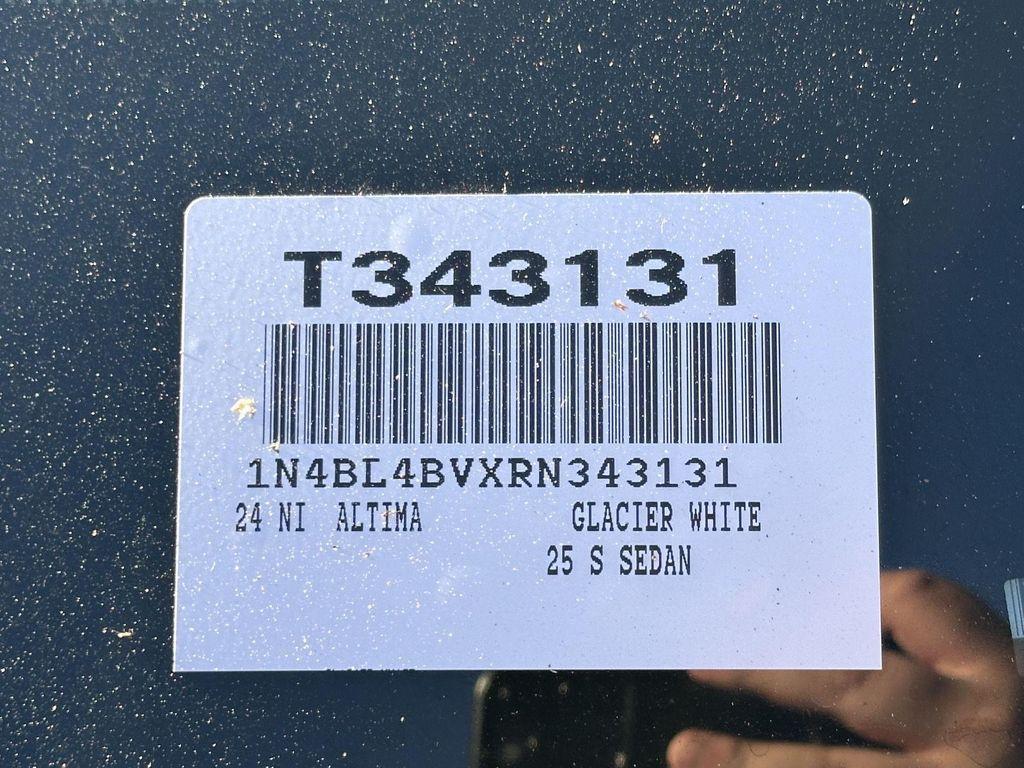 T343131
1N4BL4BVXRN343131
24 NI ALTIMA GLACIER WHITE
25 S SEDAN